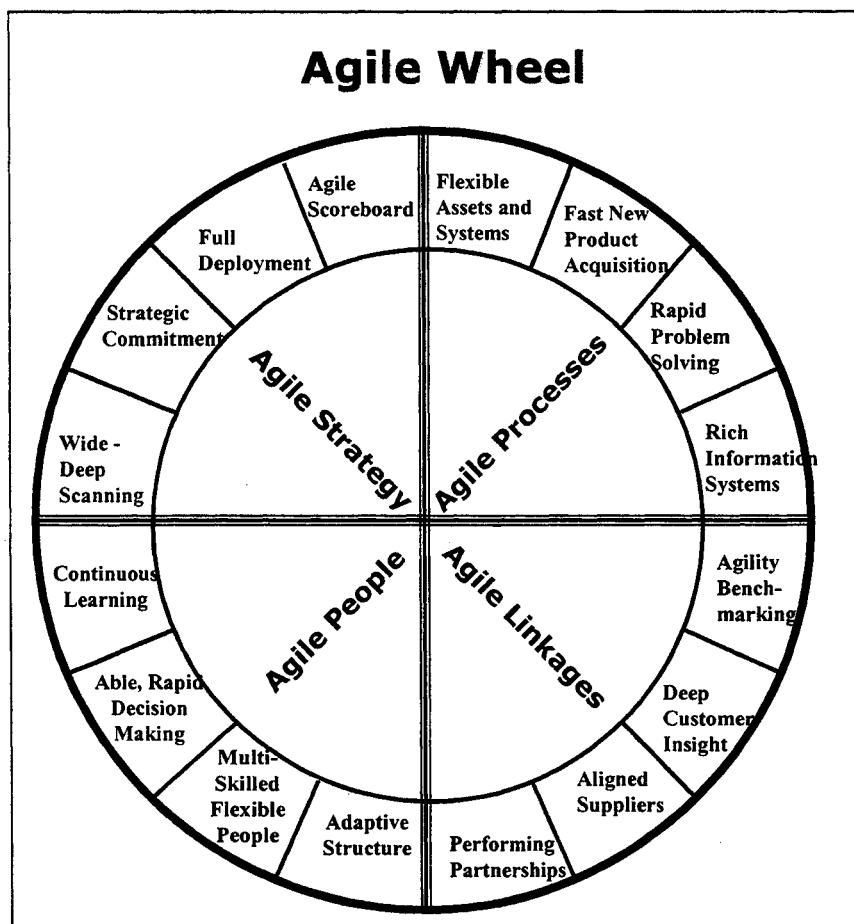 Agile Wheel
Agile
Scoreboard
Flexible
Assets and
Systems
Fast New
Product
Acquisition
Rapid
Problem
Solving
Rich
Information
Systems
Agility
Bench-
marking
Deep
Customer
Insight
Aligned
Suppliers
Performing
Partnerships
Adaptive
Structure
Multi-
Skilled
Flexible
People
Able, Rapid
Decision
Making
Continuous
Learning
Wide -
Deep
Scanning
Strategic
Commitment
Full
Deployment
Agile Strategy
Agile Processes
Agile People
Agile Linkages